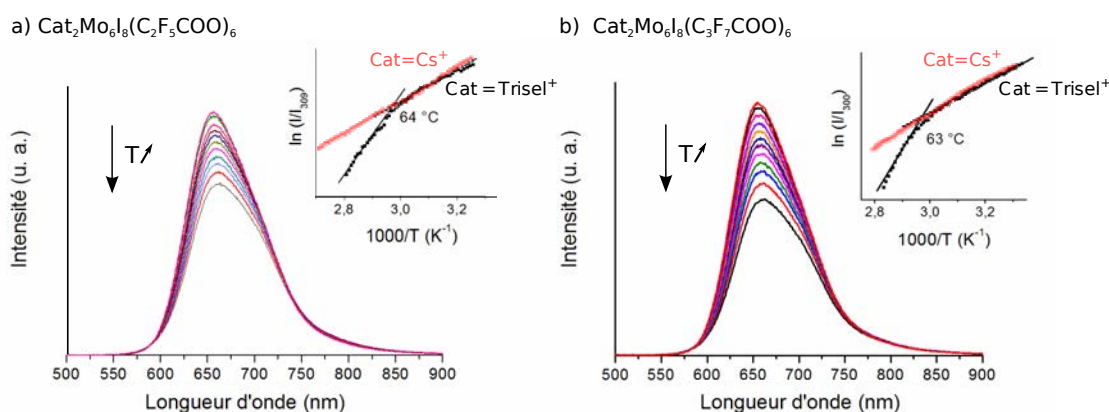 a) Cat₂Mo₆I₈(C₂F₅COO)₆
Cat=Cs⁺
Cat=Trisel⁺
64 °C
ln (I/I₃₀₉)
2,8 3,0 3,2
1000/T (K⁻¹)
T↗
Intensité (u. a.)
500 550 600 650 700 750 800 850 900
Longueur d'onde (nm)
b) Cat₂Mo₆I₈(C₃F₇COO)₆
Cat=Cs⁺
Cat=Trisel⁺
63 °C
ln (I/I₃₀₀)
2,8 3,0 3,2
1000/T (K⁻¹)
T↗
Intensité (u. a.)
500 550 600 650 700 750 800 850 900
Longueur d'onde (nm)